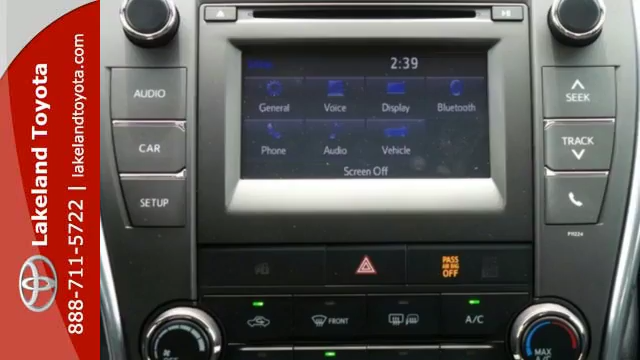 Lakeland Toyota
888-711-5722 | lakelandtoyota.com
2:39
General Voice Display Bluetooth
Phone Audio Vehicle
Screen Off
AUDIO
CAR
SETUP
SEEK
TRACK
P11224
PASS
AIR BAG
OFF
FRONT
A/C
MAX
A/C